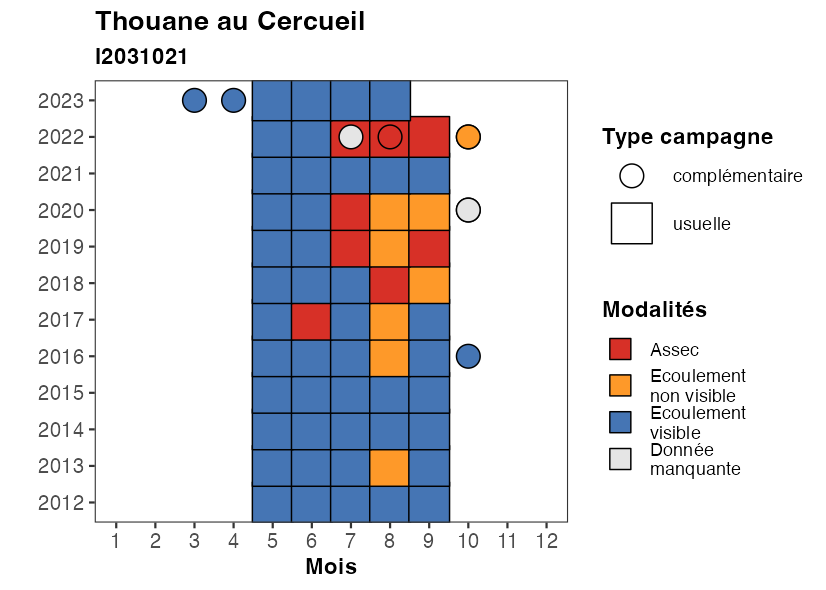 Thouane au Cercueil
I2031021
2023
2022
2021
2020
2019
2018
2017
2016
2015
2014
2013
2012
1 2 3 4 5 6 7 8 9 10 11 12
Mois
Type campagne
complémentaire
usuelle
Modalités
Assec
Ecoulement
non visible
Ecoulement
visible
Donnée
manquante